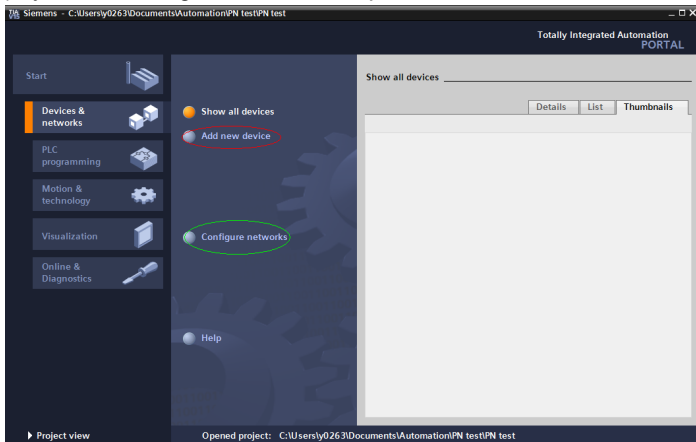 Siemens - C:\Users\y0263\Documents\Automation\PN test\PN test
Totally Integrated Automation
PORTAL
Start
Devices &
networks
PLC
programming
Motion &
technology
Visualization
Online &
Diagnostics
Show all devices
Add new device
Configure networks
Help
Show all devices
Details
List
Thumbnails
Project view
Opened project: C:\Users\y0263\Documents\Automation\PN test\PN test